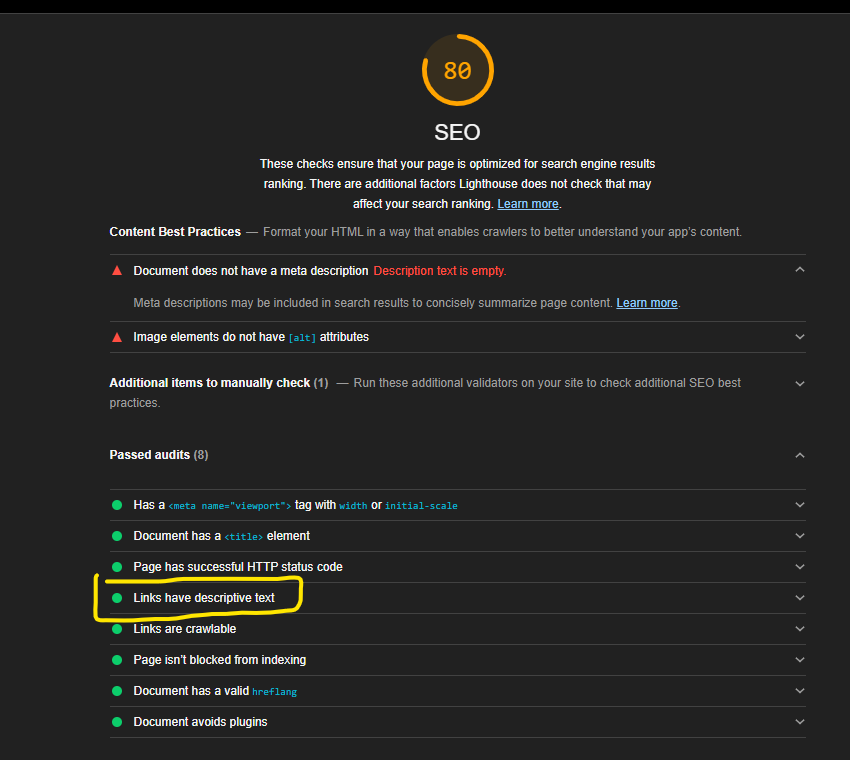 80
SEO
These checks ensure that your page is optimized for search engine results
ranking. There are additional factors Lighthouse does not check that may
affect your search ranking. Learn more.
Content Best Practices — Format your HTML in a way that enables crawlers to better understand your app's content.
Document does not have a meta description Description text is empty.
Meta descriptions may be included in search results to concisely summarize page content. Learn more.
Image elements do not have [alt] attributes
Additional items to manually check (1) — Run these additional validators on your site to check additional SEO best
practices.
Passed audits (8)
Has a <meta name="viewport"> tag with width or initial-scale
Document has a <title> element
Page has successful HTTP status code
Links have descriptive text
Links are crawlable
Page isn't blocked from indexing
Document has a valid hreflang
Document avoids plugins